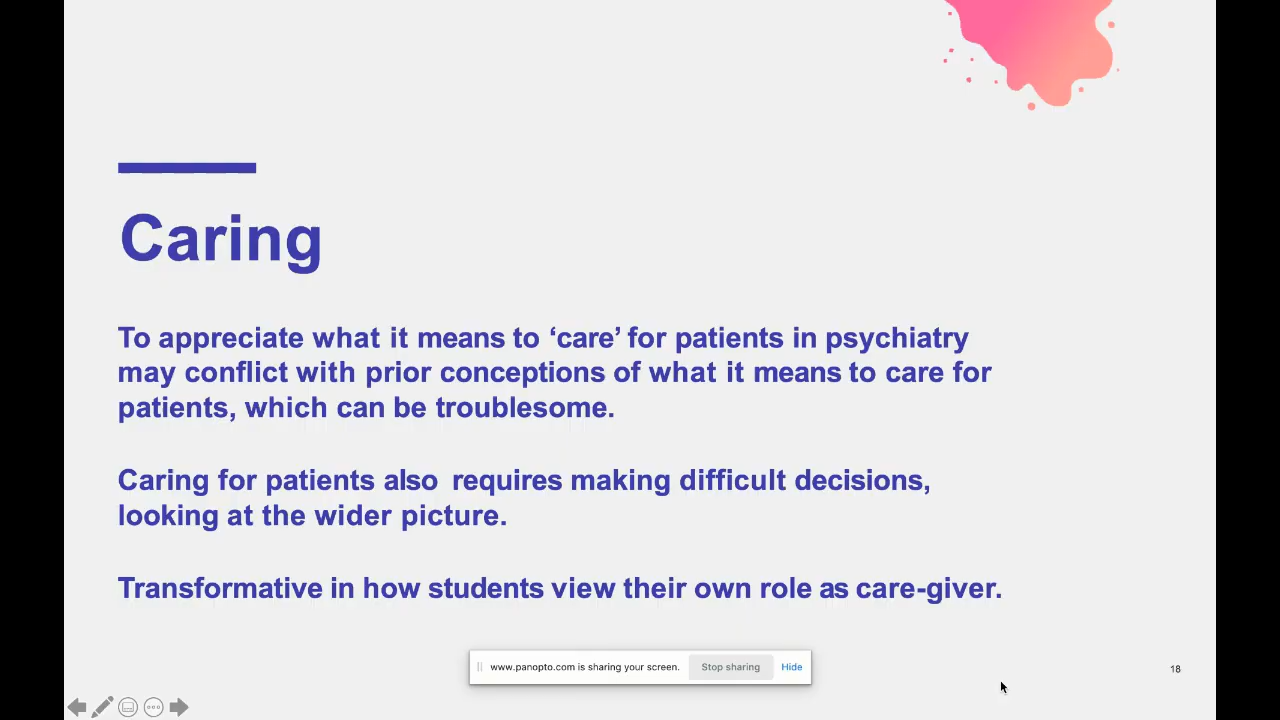 Caring
To appreciate what it means to ‘care’ for patients in psychiatry
may conflict with prior conceptions of what it means to care for
patients, which can be troublesome.
Caring for patients also  requires making difficult decisions,
looking at the wider picture.
Transformative in how students view their own role as care-giver.
www.panopto.com is sharing your screen. Stop sharing Hide
18